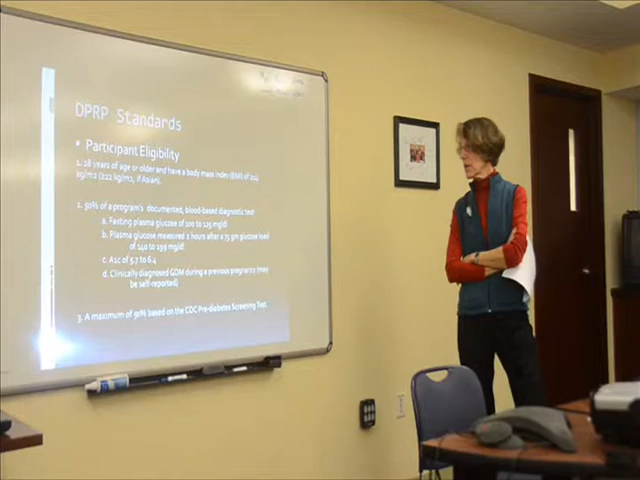 DPRP Standards
• Participant Eligibility
1. 18 years of age or older and have a body mass index (BMI) of ≥24
kg/m2 (≥22 kg/m2, if Asian).
2. 50% of a program's documented, blood-based diagnostic test
a. Fasting plasma glucose of 100 to 125 mg/dl
b. Plasma glucose measured 2 hours after a 75 gm glucose load
of 140 to 199 mg/dl
c. A1c of 5.7 to 6.4
d. Clinically diagnosed GDM during a previous pregnancy (may
be self-reported)
3. A maximum of 50% based on the CDC Pre-diabetes Screening Test